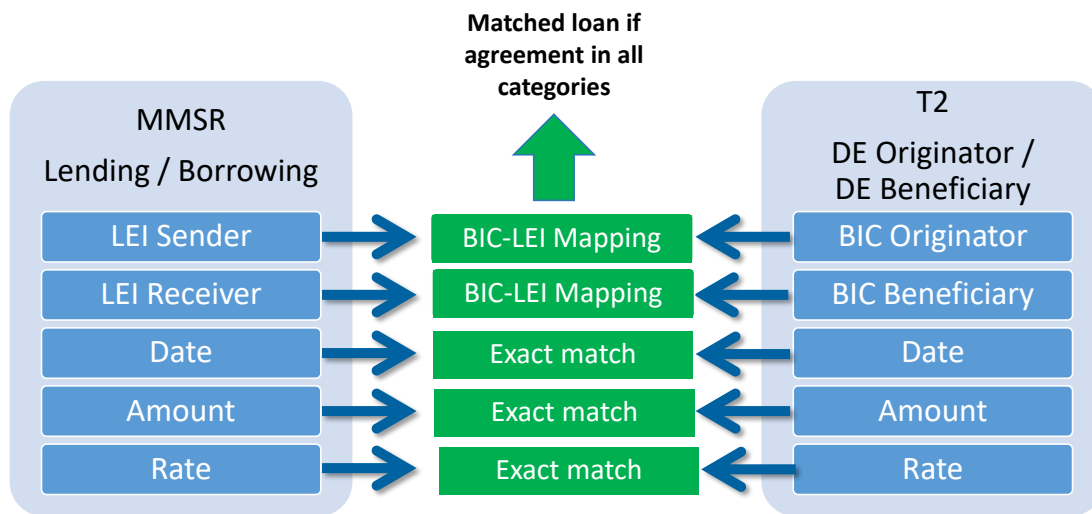 Matched loan if
agreement in all
categories
MMSR
Lending / Borrowing
T2
DE Originator /
DE Beneficiary
LEI Sender
BIC-LEI Mapping
BIC Originator
LEI Receiver
BIC-LEI Mapping
BIC Beneficiary
Date
Exact match
Date
Amount
Exact match
Amount
Rate
Exact match
Rate